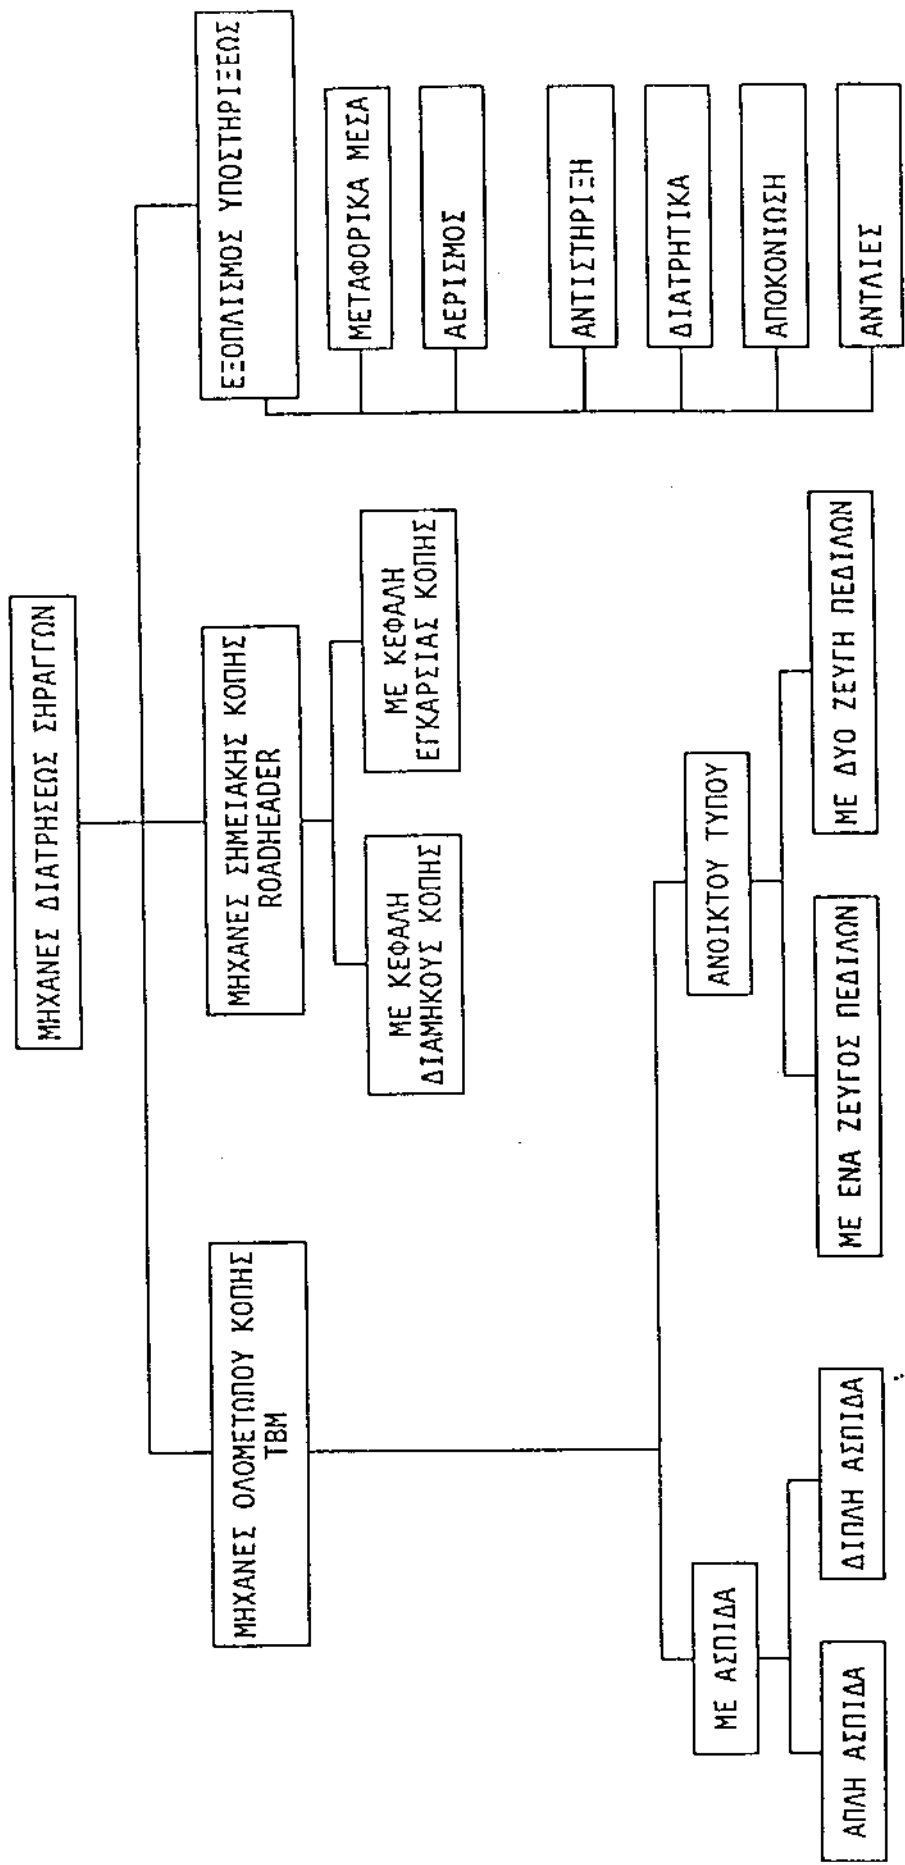 ΜΗΧΑΝΕΣ ΔΙΑΤΡΗΣΕΩΣ ΣΗΡΑΓΓΩΝ
ΜΗΧΑΝΕΣ ΟΛΟΜΕΤΩΠΟΥ ΚΟΠΗΣ
ΤΒΜ
ΜΗΧΑΝΕΣ ΣΗΜΕΙΑΚΗΣ ΚΟΠΗΣ
ROADHEADER
ΕΞΟΠΛΙΣΜΟΣ ΥΠΟΣΤΗΡΙΞΕΩΣ
ΜΕ ΚΕΦΑΛΗ
ΔΙΑΜΗΚΟΥΣ ΚΟΠΗΣ
ΜΕ ΚΕΦΑΛΗ
ΕΓΚΑΡΣΙΑΣ ΚΟΠΗΣ
ΜΕΤΑΦΟΡΙΚΑ ΜΕΣΑ
ΑΕΡΙΣΜΟΣ
ΑΝΤΙΣΤΗΡΙΞΗ
ΔΙΑΤΡΗΤΙΚΑ
ΑΠΟΚΟΝΙΩΣΗ
ΑΝΤΛΙΕΣ
ΜΕ ΑΣΠΙΔΑ
ΑΝΟΙΚΤΟΥ ΤΥΠΟΥ
ΑΠΛΗ ΑΣΠΙΔΑ
ΔΙΠΛΗ ΑΣΠΙΔΑ
ΜΕ ΕΝΑ ΖΕΥΓΟΣ ΠΕΔΙΛΩΝ
ΜΕ ΔΥΟ ΖΕΥΓΗ ΠΕΔΙΛΩΝ